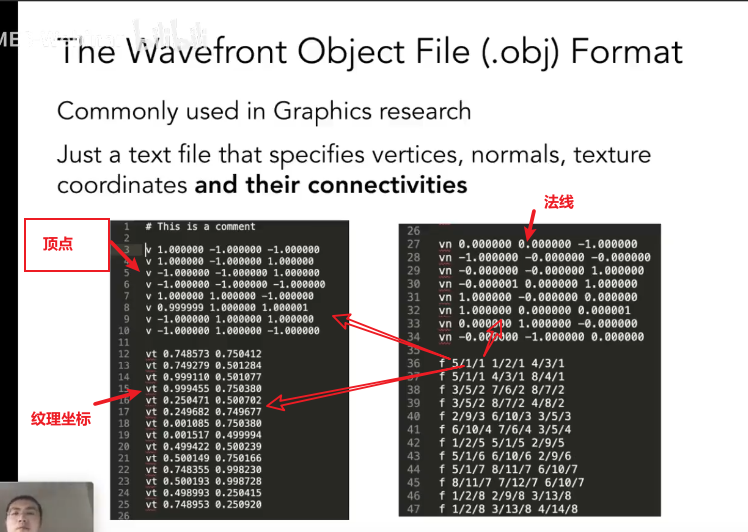 The Wavefront Object File (.obj) Format
Commonly used in Graphics research
Just a text file that specifies vertices, normals, texture
coordinates and their connectivities
顶点
法线
纹理坐标
1 # This is a comment
2
3 v 1.000000 -1.000000 -1.000000
4 v 1.000000 -1.000000 1.000000
5 v -1.000000 -1.000000 1.000000
6 v -1.000000 -1.000000 -1.000000
7 v 1.000000 1.000000 -1.000000
8 v 0.999999 1.000000 1.000001
9 v -1.000000 1.000000 1.000000
10 v -1.000000 1.000000 -1.000000
11
12 vt 0.748573 0.750412
13 vt 0.749279 0.501284
14 vt 0.999110 0.501077
15 vt 0.999455 0.750380
16 vt 0.250471 0.500702
17 vt 0.249682 0.749677
18 vt 0.001085 0.750380
19 vt 0.001517 0.499994
20 vt 0.499422 0.500239
21 vt 0.500149 0.750166
22 vt 0.748355 0.998230
23 vt 0.500193 0.998728
24 vt 0.498993 0.250415
25 vt 0.748953 0.250920
26
26
27 vn 0.000000 0.000000 -1.000000
28 vn -1.000000 -0.000000 -0.000000
29 vn -0.000000 -0.000000 1.000000
30 vn -0.000001 0.000000 1.000000
31 vn 1.000000 -0.000000 0.000000
32 vn 1.000000 0.000000 0.000001
33 vn 0.000000 1.000000 -0.000000
34 vn -0.000000 -1.000000 0.000000
35
36 f 5/1/1 1/2/1 4/3/1
37 f 5/1/1 4/3/1 8/4/1
38 f 3/5/2 7/6/2 8/7/2
39 f 3/5/2 8/7/2 4/8/2
40 f 2/9/3 6/10/3 3/5/3
41 f 6/10/4 7/6/4 3/5/4
42 f 1/2/5 5/1/5 2/9/5
43 f 5/1/6 6/10/6 2/9/6
44 f 5/1/7 8/11/7 6/10/7
45 f 8/11/7 7/12/7 6/10/7
46 f 1/2/8 2/9/8 3/13/8
47 f 1/2/8 3/13/8 4/14/8